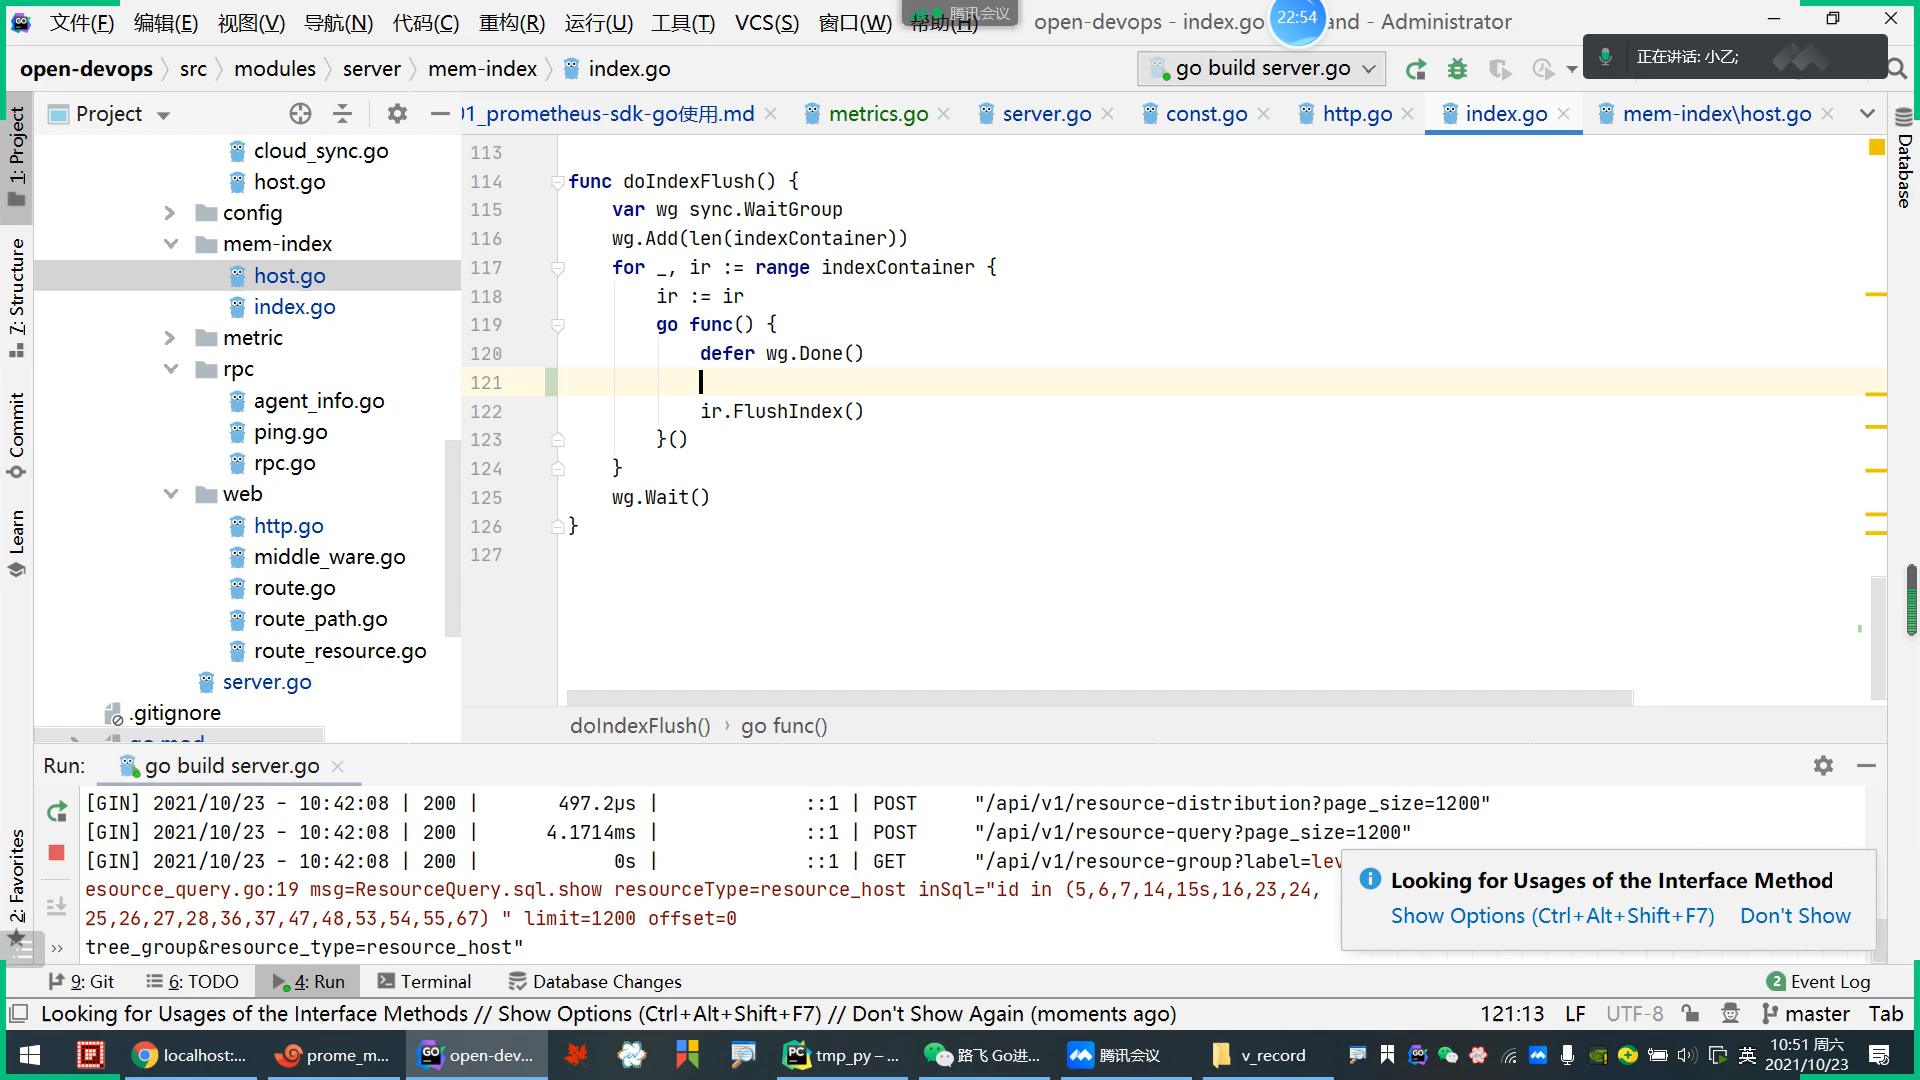 文件(F) 编辑(E) 视图(V) 导航(N) 代码(C) 重构(R) 运行(U) 工具(T) VCS(S) 窗口(W) 帮助(H) 腾讯会议 open-devops - index.go 22:54 and - Administrator
正在讲话: 小乙;
open-devops src modules server mem-index index.go go build server.go
Project 01_prometheus-sdk-go使用.md metrics.go server.go const.go http.go index.go mem-index\host.go
1: Project
7: Structure
Commit
Learn
2: Favorites
Database
cloud_sync.go
host.go
config
mem-index
host.go
index.go
metric
rpc
agent_info.go
ping.go
rpc.go
web
http.go
middle_ware.go
route.go
route_path.go
route_resource.go
server.go
.gitignore
go.mod
113
114 func doIndexFlush() {
115 var wg sync.WaitGroup
116 wg.Add(len(indexContainer))
117 for _, ir := range indexContainer {
118 ir := ir
119 go func() {
120 defer wg.Done()
121
122 ir.FlushIndex()
123 }()
124 }
125 wg.Wait()
126 }
127
doIndexFlush() › go func()
Run: go build server.go
[GIN] 2021/10/23 - 10:42:08 | 200 | 497.2µs | ::1 | POST "/api/v1/resource-distribution?page_size=1200"
[GIN] 2021/10/23 - 10:42:08 | 200 | 4.1714ms | ::1 | POST "/api/v1/resource-query?page_size=1200"
[GIN] 2021/10/23 - 10:42:08 | 200 | 0s | ::1 | GET "/api/v1/resource-group?label=lev
esource_query.go:19 msg=ResourceQuery.sql.show resourceType=resource_host inSql="id in (5,6,7,14,15s,16,23,24,
25,26,27,28,36,37,47,48,53,54,55,67) " limit=1200 offset=0
tree_group&resource_type=resource_host"
Looking for Usages of the Interface Method
Show Options (Ctrl+Alt+Shift+F7) Don't Show
9: Git 6: TODO 4: Run Terminal Database Changes 2 Event Log
Looking for Usages of the Interface Methods // Show Options (Ctrl+Alt+Shift+F7) // Don't Show Again (moments ago) 121:13 LF UTF-8 master Tab
localhost:... prome_m... open-dev... tmp_py – ... 路飞 Go进... 腾讯会议 v_record 英 10:51 周六
2021/10/23